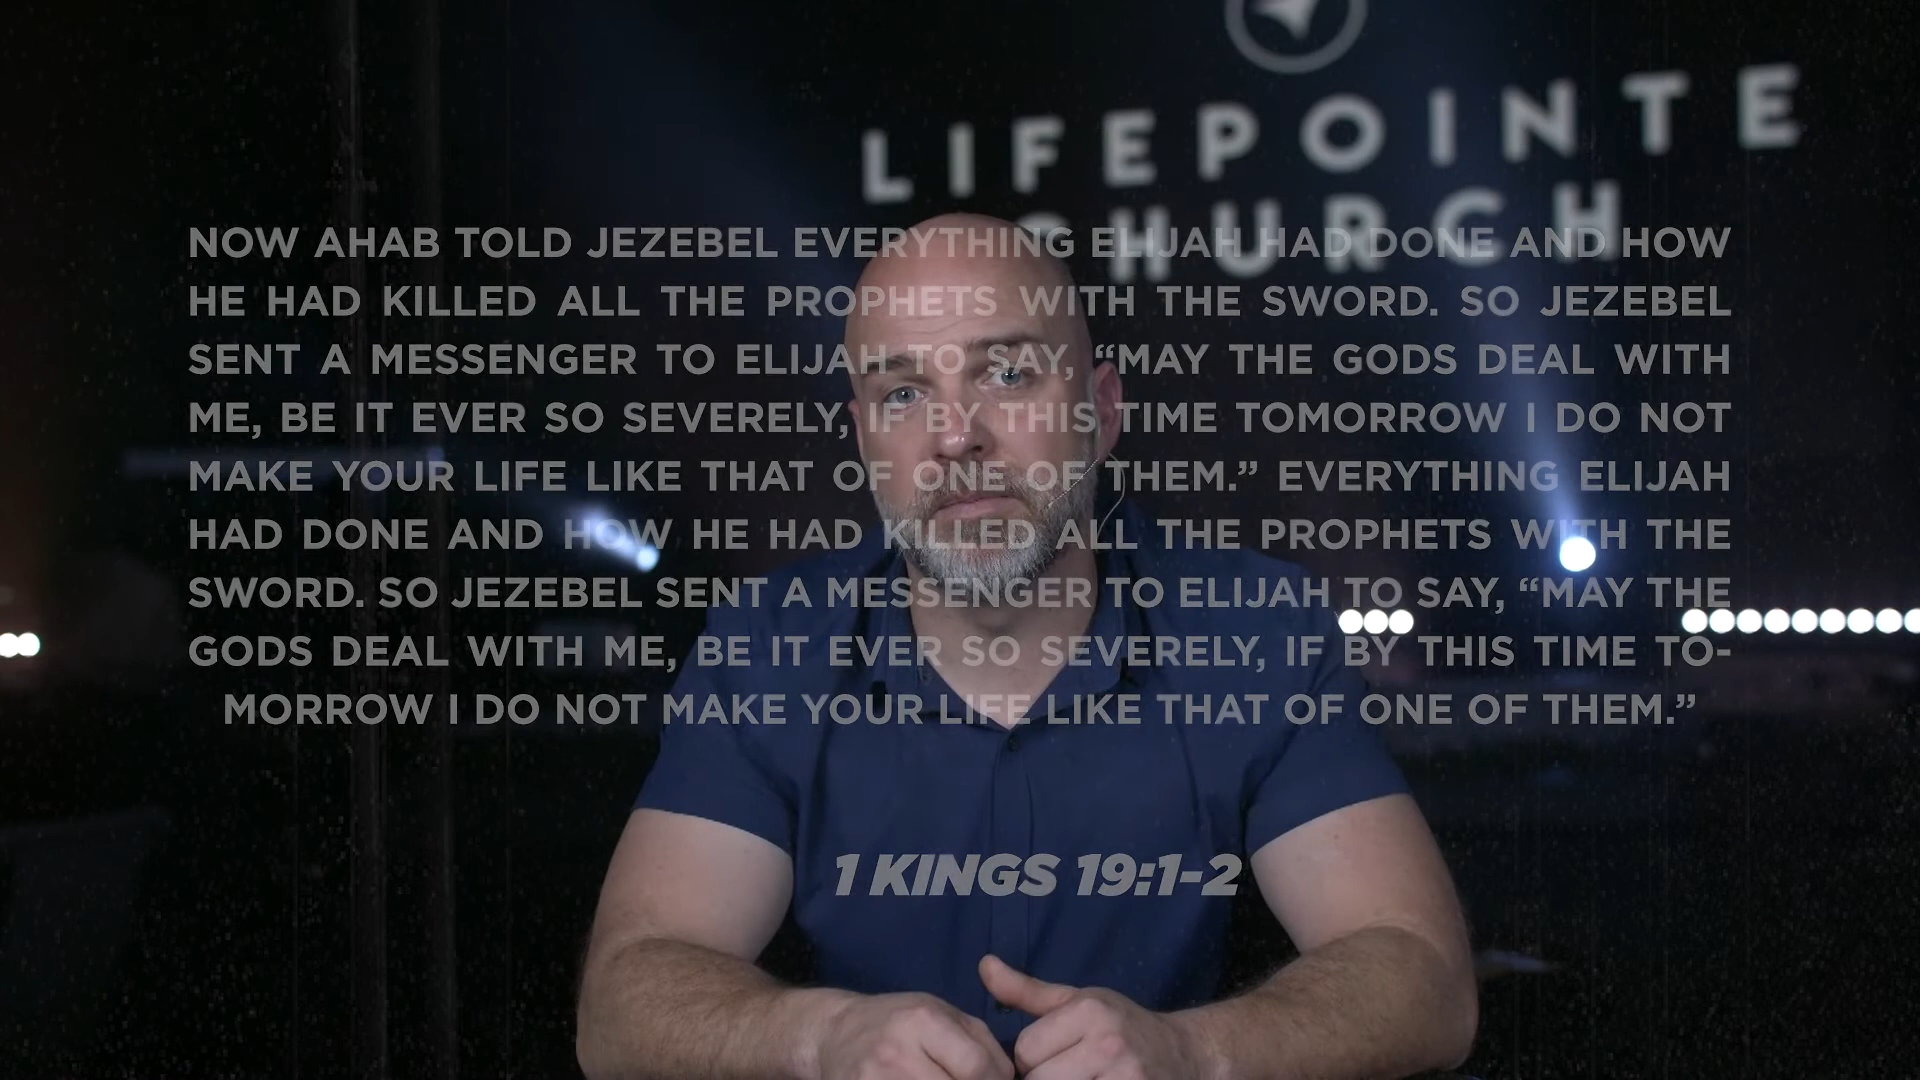 LIFEPOINTE
CHURCH
NOW AHAB TOLD JEZEBEL EVERYTHING ELIJAH HAD DONE AND HOW
HE HAD KILLED ALL THE PROPHETS WITH THE SWORD. SO JEZEBEL
SENT A MESSENGER TO ELIJAH TO SAY, “MAY THE GODS DEAL WITH
ME, BE IT EVER SO SEVERELY, IF BY THIS TIME TOMORROW I DO NOT
MAKE YOUR LIFE LIKE THAT OF ONE OF THEM.” EVERYTHING ELIJAH
HAD DONE AND HOW HE HAD KILLED ALL THE PROPHETS WITH THE
SWORD. SO JEZEBEL SENT A MESSENGER TO ELIJAH TO SAY, “MAY THE
GODS DEAL WITH ME, BE IT EVER SO SEVERELY, IF BY THIS TIME TO-
MORROW I DO NOT MAKE YOUR LIFE LIKE THAT OF ONE OF THEM.”
1 KINGS 19:1-2